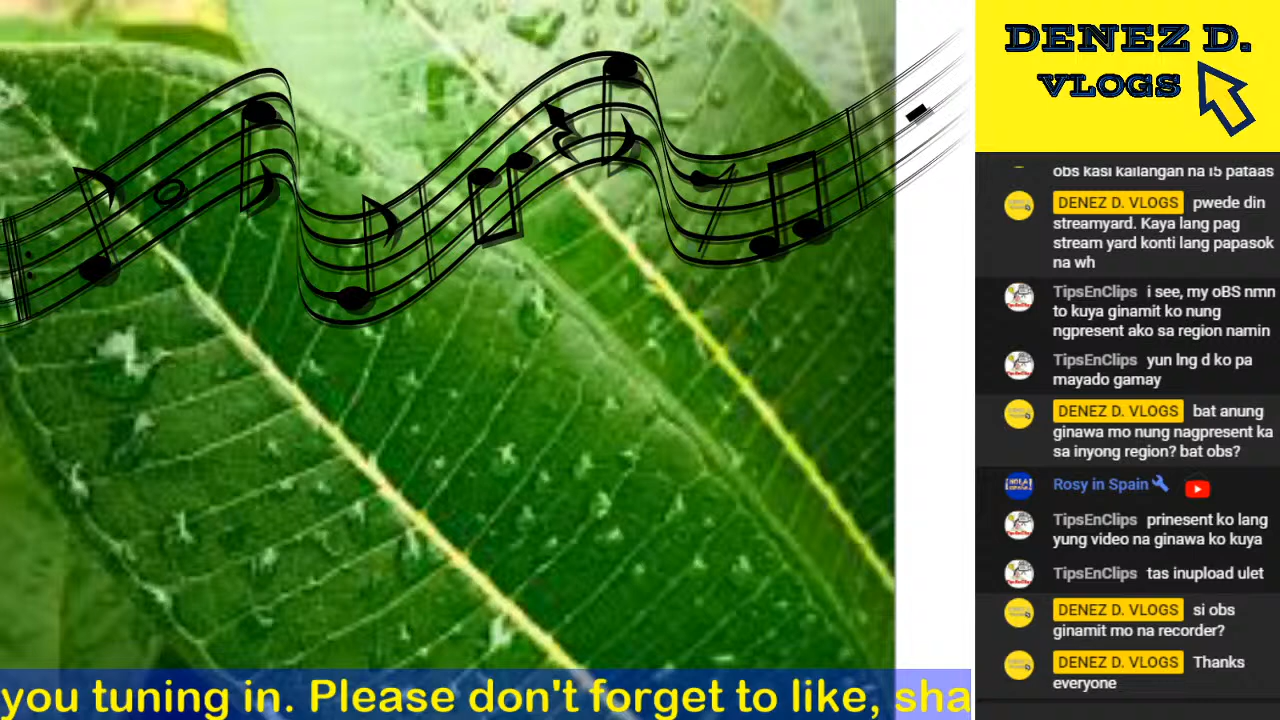 DENEZ D.
VLOGS
obs kasi kailangan na i5 pataas
DENEZ D. VLOGS pwede din
streamyard. Kaya lang pag
stream yard konti lang papasok
na wh
TipsEnClips i see, my oBS nmn
to kuya ginamit ko nung
ngpresent ako sa region namin
TipsEnClips yun lng d ko pa
mayado gamay
DENEZ D. VLOGS bat anung
ginawa mo nung nagpresent ka
sa inyong region? bat obs?
Rosy in Spain
TipsEnClips prinesent ko lang
yung video na ginawa ko kuya
TipsEnClips tas inupload ulet
DENEZ D. VLOGS si obs
ginamit mo na recorder?
DENEZ D. VLOGS Thanks
everyone
you tuning in. Please don't forget to like, sha